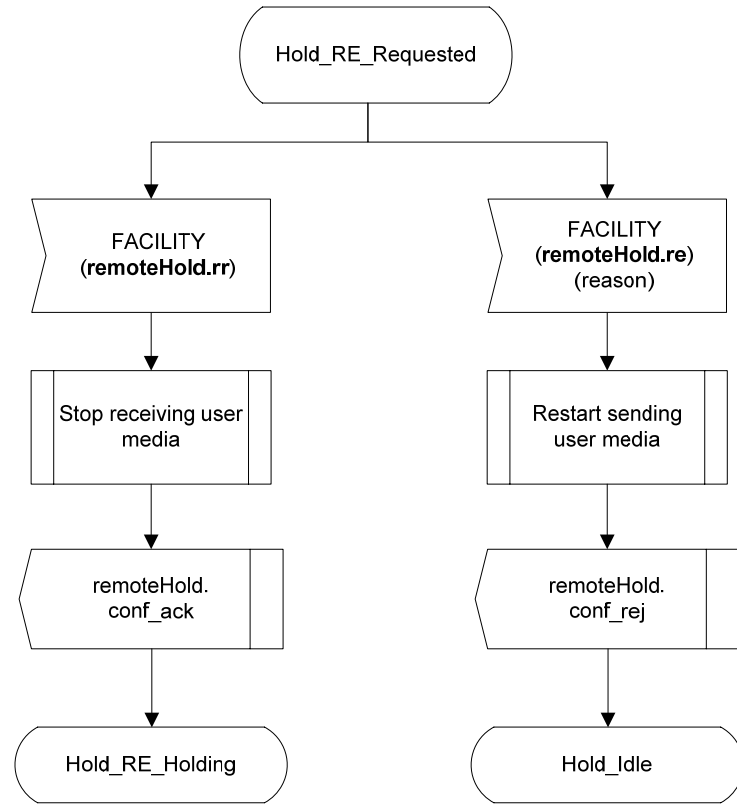 Hold_RE_Requested
FACILITY
(remoteHold.rr)
Stop receiving user
media
remoteHold.
conf_ack
Hold_RE_Holding
FACILITY
(remoteHold.re)
(reason)
Restart sending
user media
remoteHold.
conf_rej
Hold_Idle